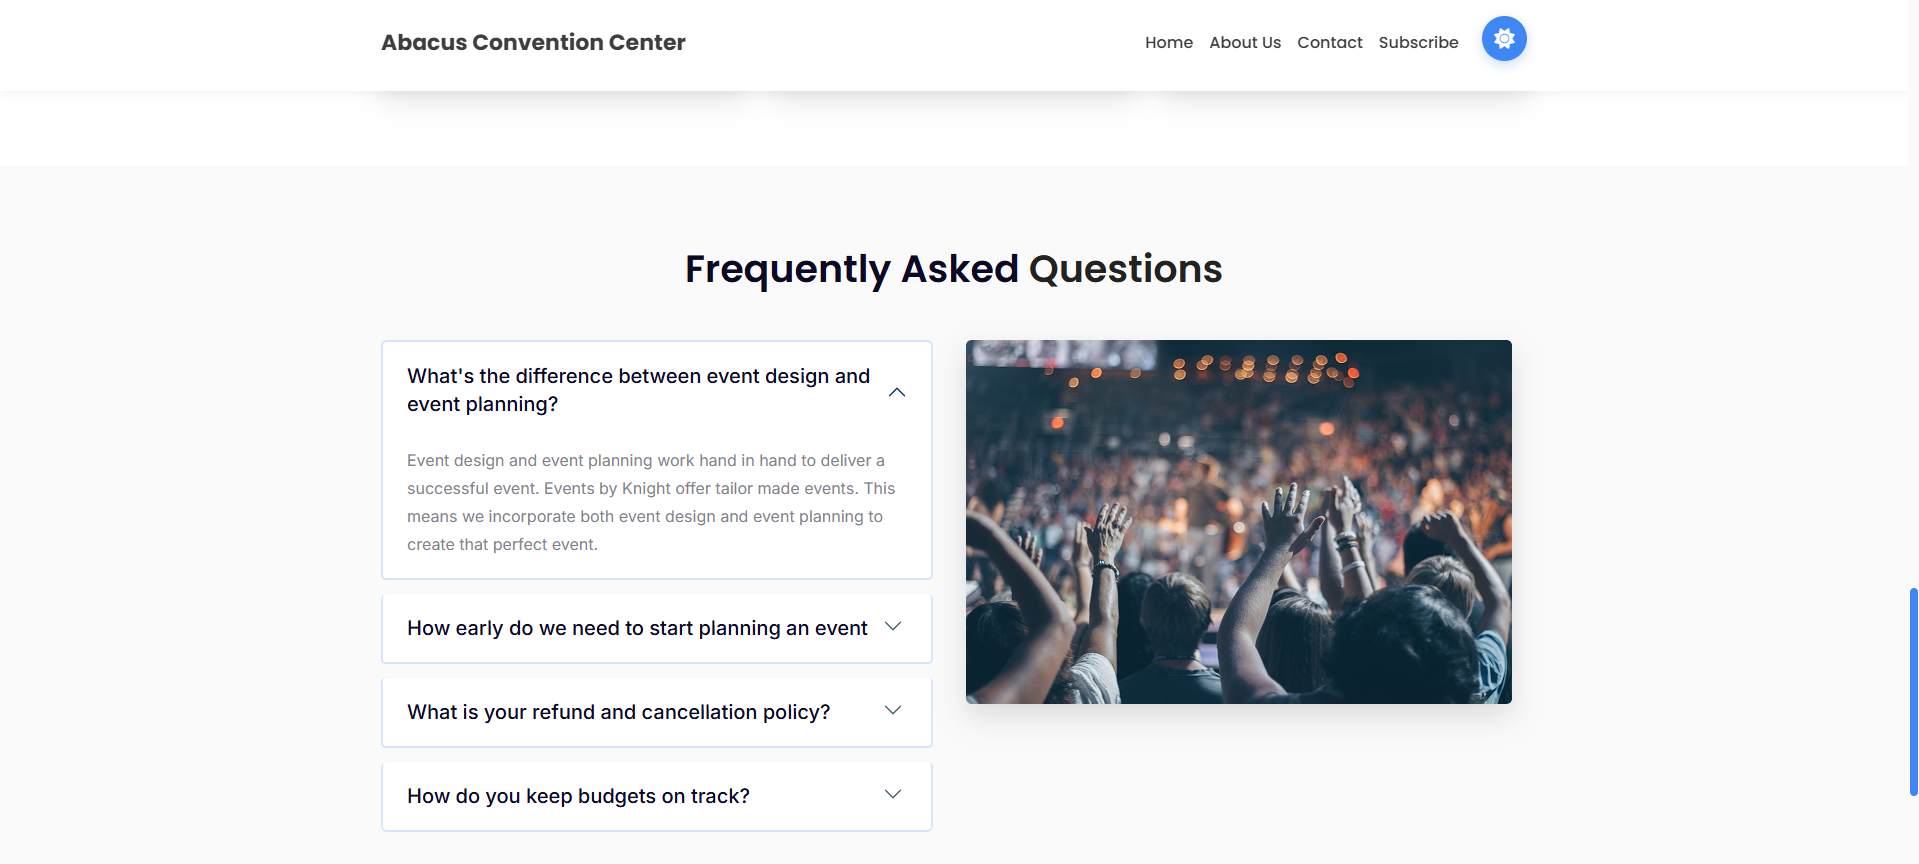 Abacus Convention Center
Home About Us Contact Subscribe
Frequently Asked Questions
What's the difference between event design and
event planning?
Event design and event planning work hand in hand to deliver a
successful event. Events by Knight offer tailor made events. This
means we incorporate both event design and event planning to
create that perfect event.
How early do we need to start planning an event
What is your refund and cancellation policy?
How do you keep budgets on track?